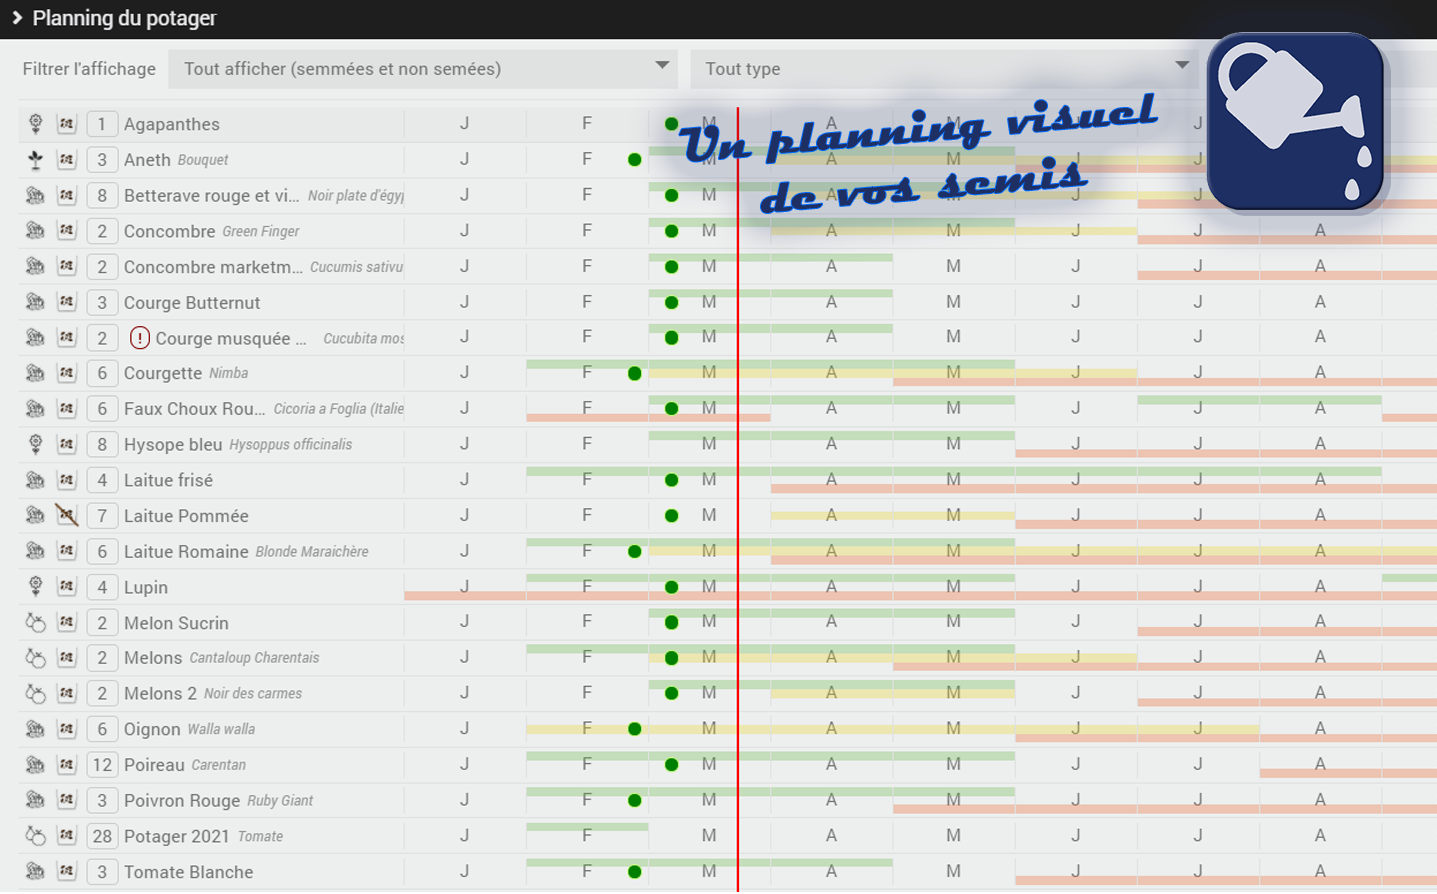 Planning du potager
Filtrer l'affichage Tout afficher (semmées et non semées) Tout type
Un planning visuel
de vos semis
1 Agapanthes J F M A J
3 Aneth Bouquet J F M A M J J
8 Betterave rouge et vi... Noir plate d'égy J F M A J J
2 Concombre Green Finger J F M A M J J A
2 Concombre marketm... Cucumis sativu J F M A M J J A
3 Courge Butternut J F M A M J J A
2 ! Courge musquée ... Cucubita mos J F M A M J J A
6 Courgette Nimba J F M A M J J A
6 Faux Choux Rou... Cicoria a Foglia (Italie J F M A M J J A
8 Hysope bleu Hysoppus officinalis J F M A M J J A
4 Laitue frisé J F M A M J J A
7 Laitue Pommée J F M A M J J A
6 Laitue Romaine Blonde Maraichère J F M A M J J A
4 Lupin J F M A M J J A
2 Melon Sucrin J F M A M J J A
2 Melons Cantaloup Charentais J F M A M J J A
2 Melons 2 Noir des carmes J F M A M J J A
6 Oignon Walla walla J F M A M J J A
12 Poireau Carentan J F M A M J J A
3 Poivron Rouge Ruby Giant J F M A M J J A
28 Potager 2021 Tomate J F M A M J J A
3 Tomate Blanche J F M A M J J A